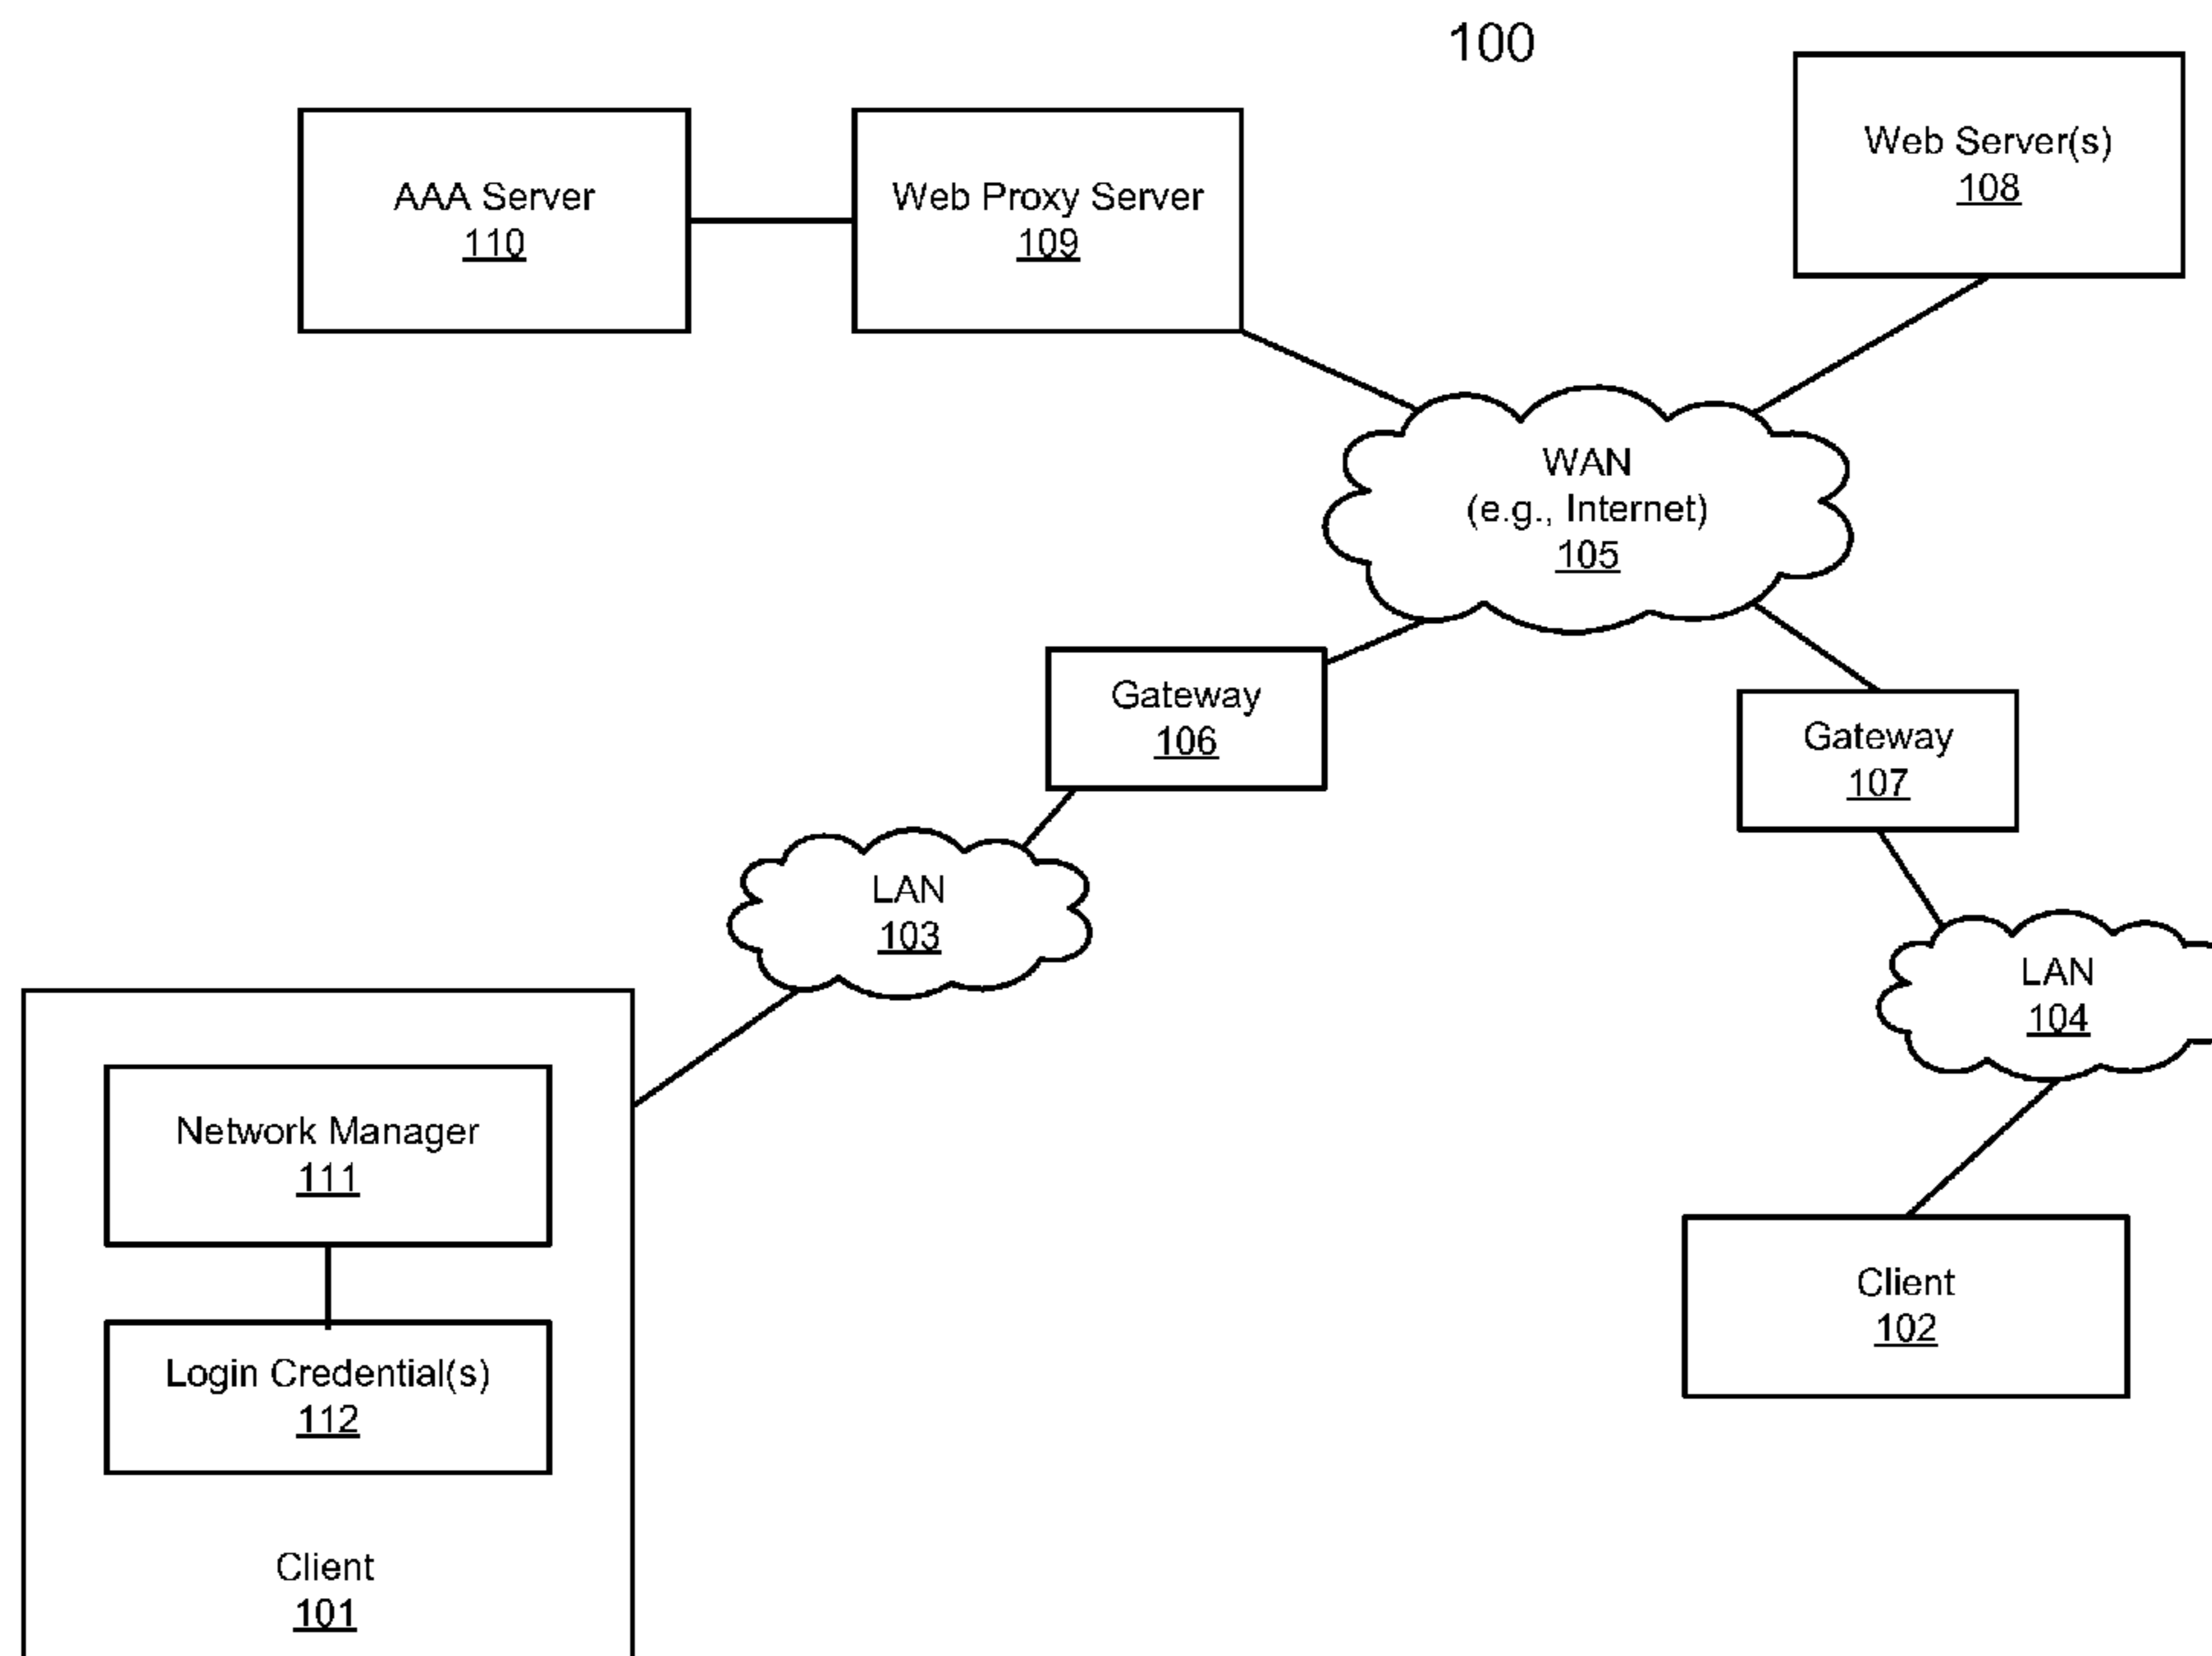 100
AAA Server
110
Web Proxy Server
109
Web Server(s)
108
WAN
(e.g., Internet)
105
Gateway
106
Gateway
107
LAN
103
LAN
104
Network Manager
111
Login Credential(s)
112
Client
101
Client
102